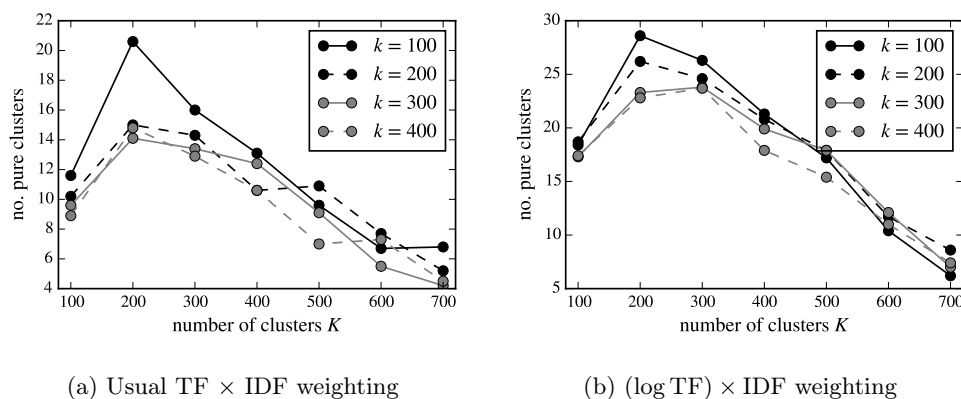 22
20
18
16
14
12
10
8
6
4
no. pure clusters
100 200 300 400 500 600 700
number of clusters K
k = 100
k = 200
k = 300
k = 400
(a) Usual TF × IDF weighting
30
25
20
15
10
5
no. pure clusters
100 200 300 400 500 600 700
number of clusters K
k = 100
k = 200
k = 300
k = 400
(b) (log TF) × IDF weighting